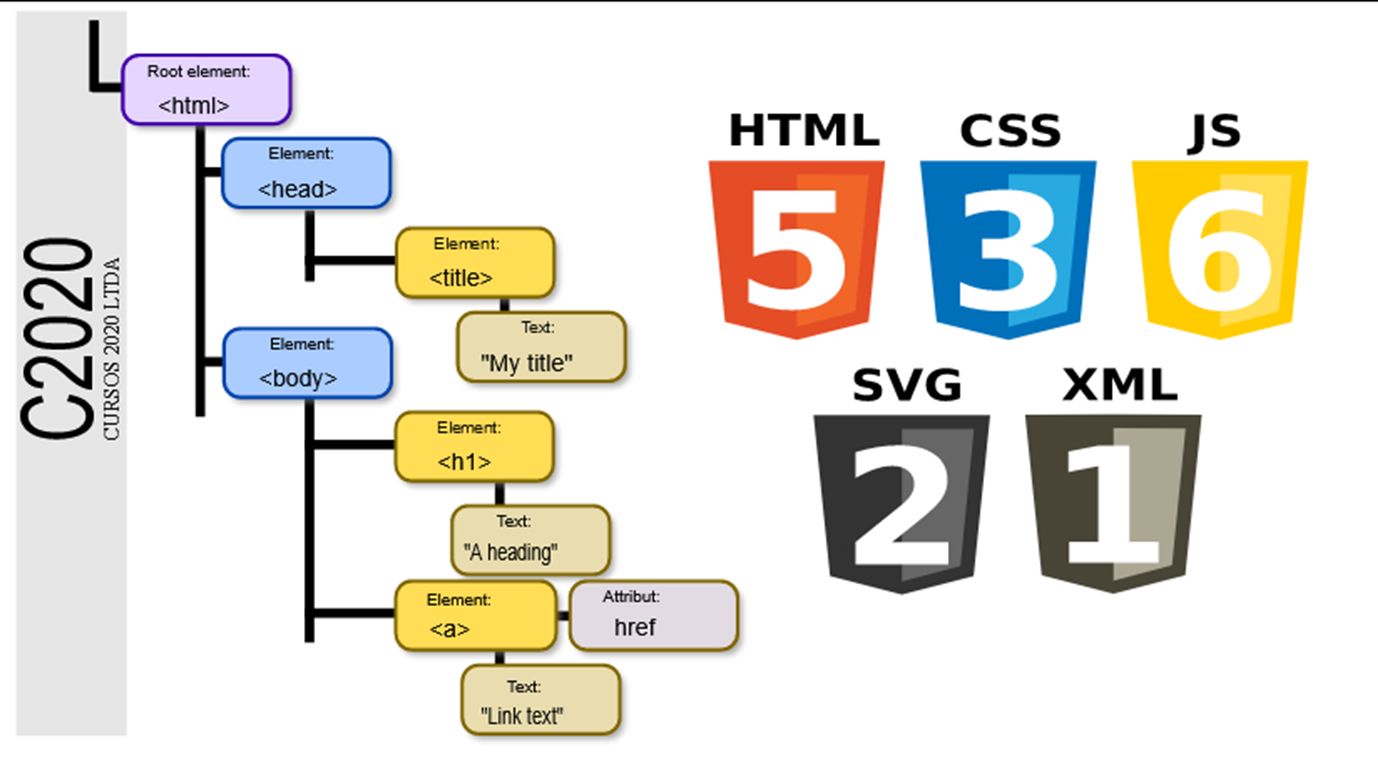 C2020
CURSOS 2020 LTDA
Root element:
<html>
Element:
<head>
Element:
<title>
Text:
"My title"
Element:
<body>
Element:
<h1>
Text:
"A heading"
Element:
<a>
Attribut:
href
Text:
"Link text"
HTML
5
CSS
3
JS
6
SVG
2
XML
1